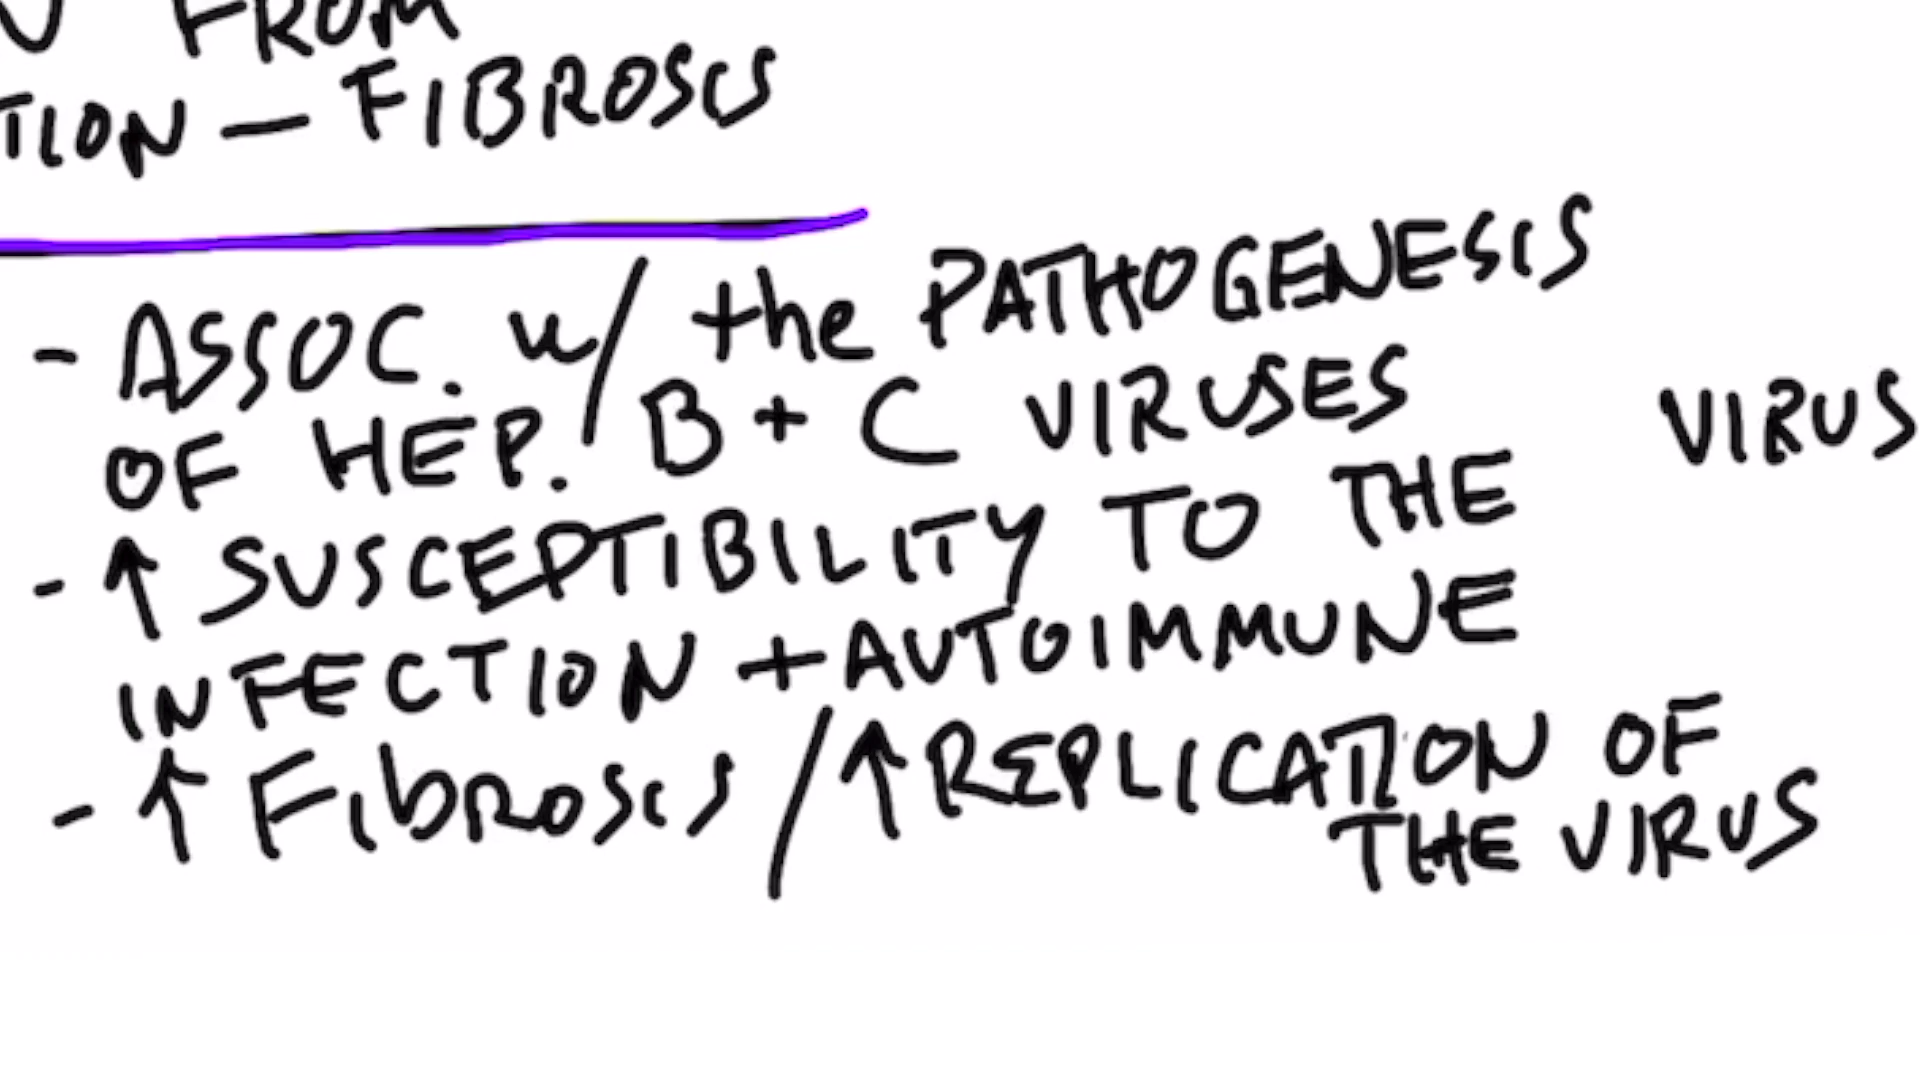 FROM
TION — FIBROSIS
- ASSOC. w/ the PATHOGENESIS
OF HEP. B + C VIRUSES
VIRUS
- ↑ SUSCEPTIBILITY TO THE
INFECTION + AUTOIMMUNE
- ↑ FIbROSIS / ↑ REPLICATION OF
THE VIRUS